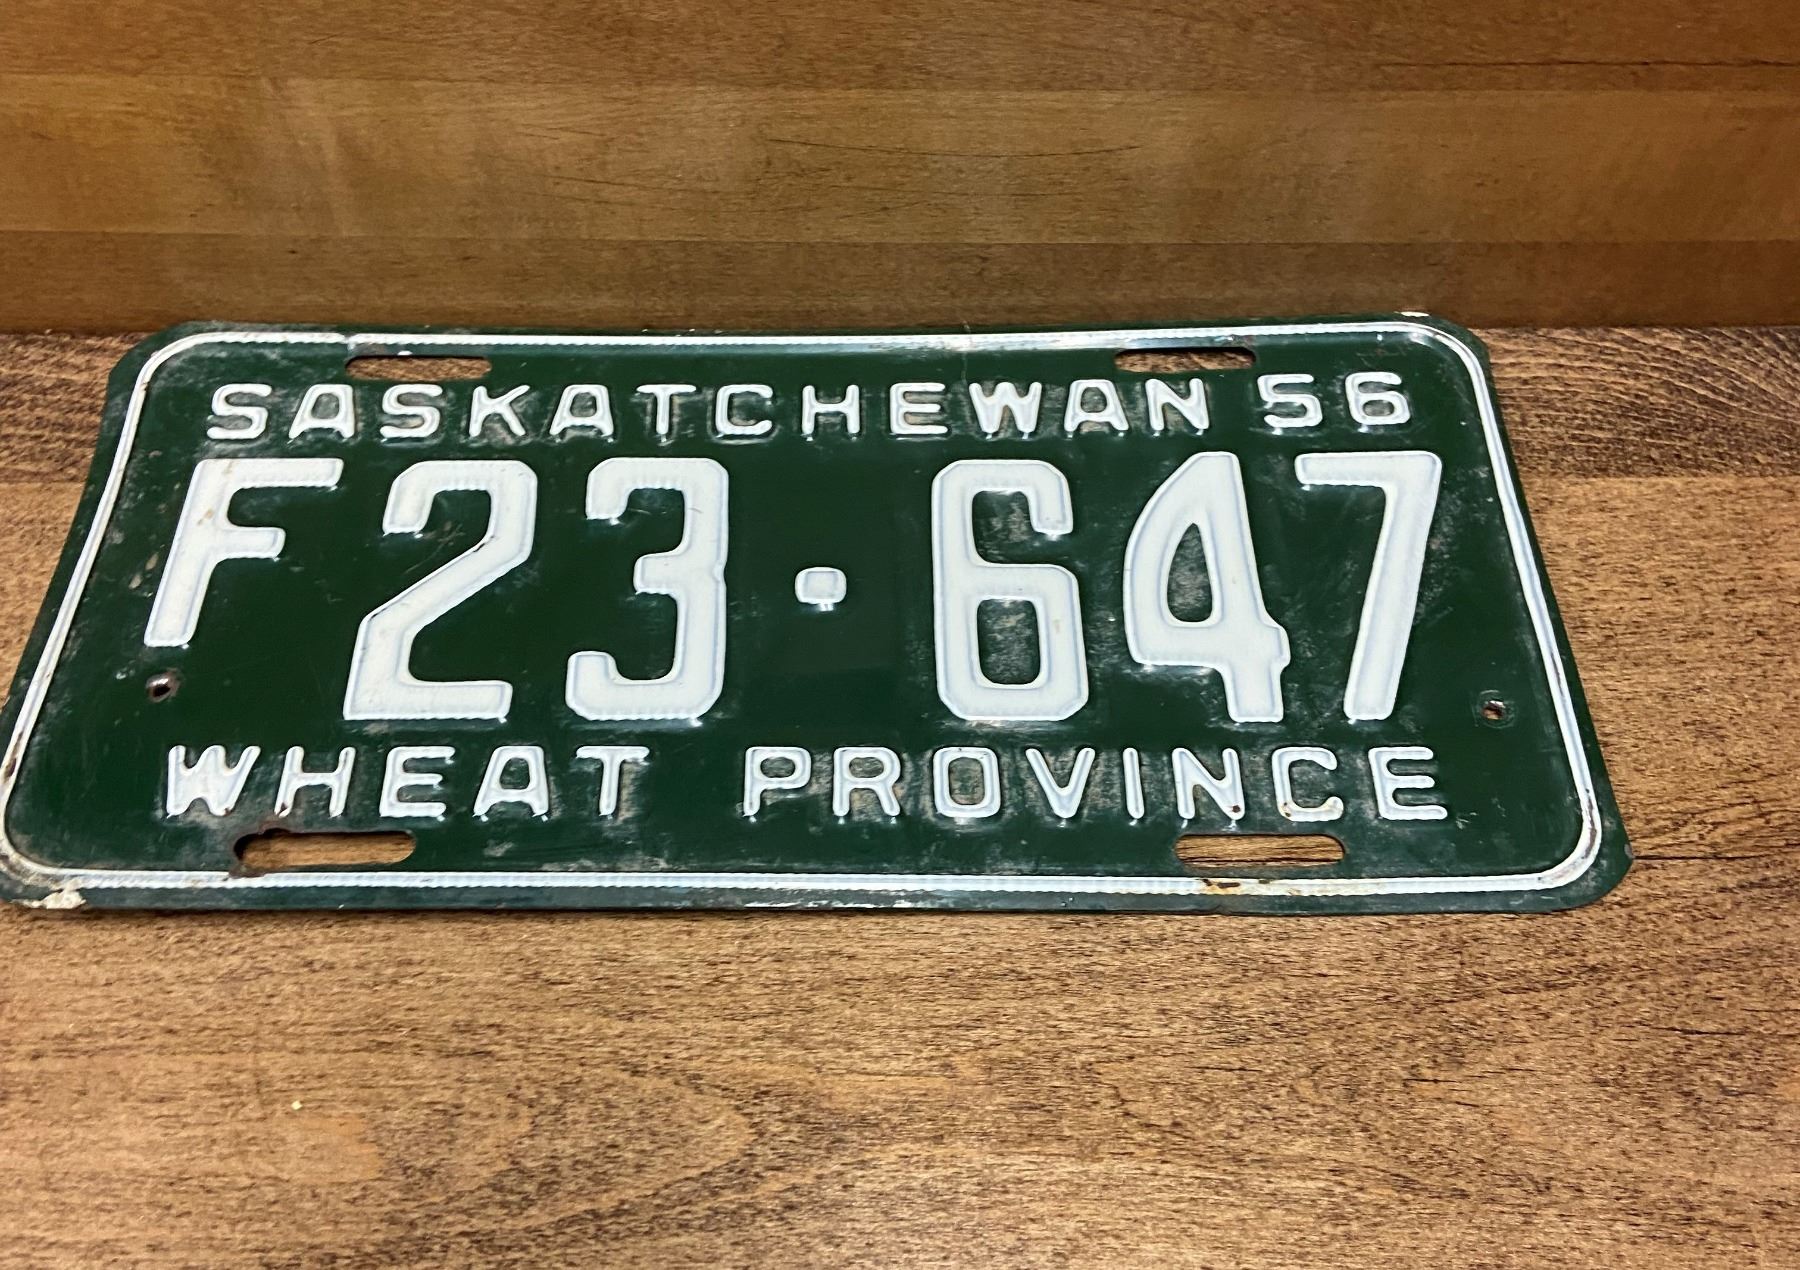 SASKATCHEWAN 56
F23·647
WHEAT PROVINCE